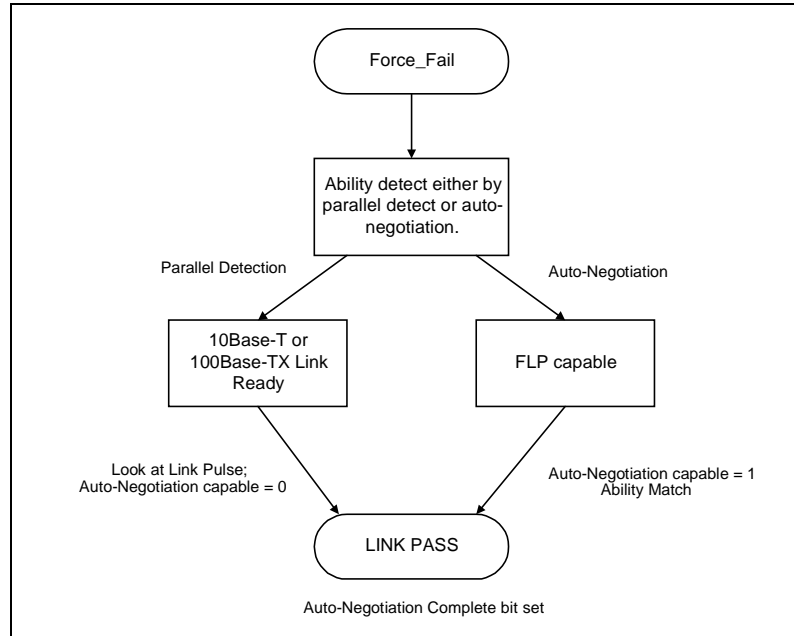 Force_Fail
Ability detect either by
parallel detect or auto-
negotiation.
Parallel Detection
Auto-Negotiation
10Base-T or
100Base-TX Link
Ready
FLP capable
Look at Link Pulse;
Auto-Negotiation capable = 0
Auto-Negotiation capable = 1
Ability Match
LINK PASS
Auto-Negotiation Complete bit set